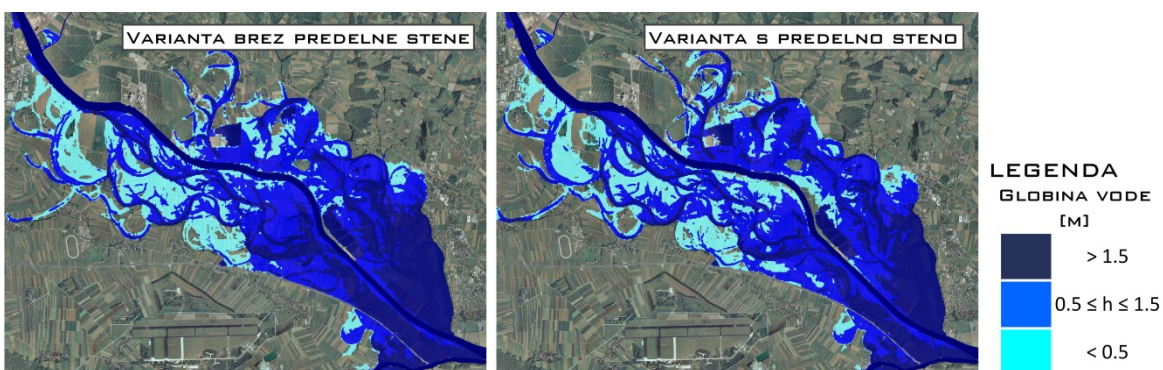 VARIANTA BREZ PREDELNE STENE
VARIANTA S PREDELNO STENO
LEGENDA
GLOBINA VODE
[M]
> 1.5
0.5 ≤ h ≤ 1.5
< 0.5